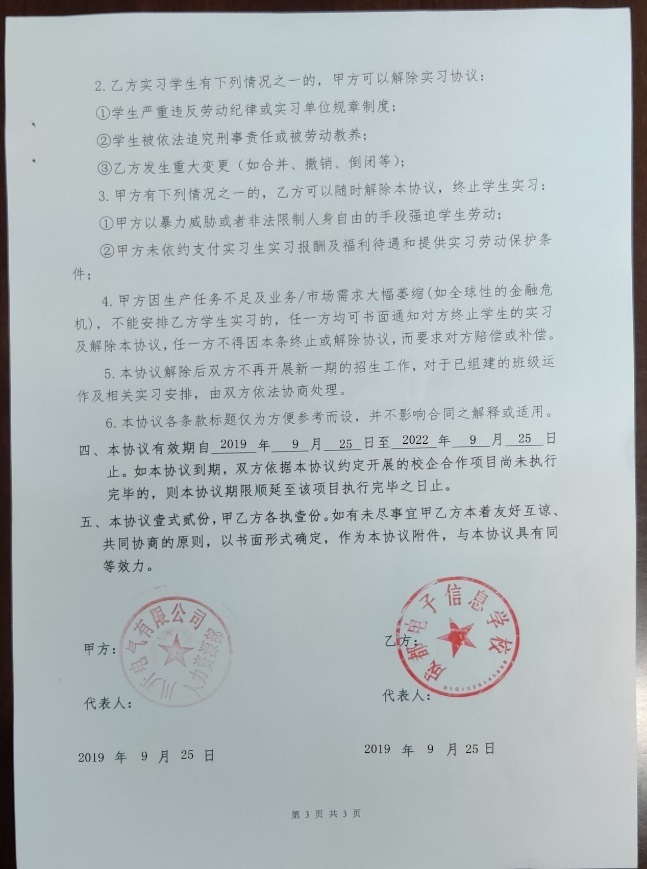 2.乙方实习学生有下列情况之一的，甲方可以解除实习协议：
①学生严重违反劳动纪律或实习单位规章制度；
②学生被依法追究刑事责任或被劳动教养；
③乙方发生重大变更（如合并、撤销、倒闭等）；
3.甲方有下列情况之一的，乙方可以随时解除本协议，终止学生实习：
①甲方以暴力威胁或者非法限制人身自由的手段强迫学生劳动；
②甲方未依约支付实习生实习报酬及福利待遇和提供实习劳动保护条
件；
4.甲方因生产任务不足及业务/市场需求大幅萎缩(如全球性的金融危
机)，不能安排乙方学生实习的，任一方均可书面通知对方终止学生的实习
及解除本协议，任一方不得因本条终止或解除协议，而要求对方赔偿或补偿。
5.本协议解除后双方不再开展新一期的招生工作，对于已组建的班级运
作及相关实习安排，由双方依法协商处理。
6.本协议各条款标题仅为方便参考而设，并不影响合同之解释或适用。
四、本协议有效期自 2019 年 9 月 25 日至 2022 年 9 月 25 日
止。如本协议到期，双方依据本协议约定开展的校企合作项目尚未执行
完毕的，则本协议期限顺延至该项目执行完毕之日止。
五、本协议壹式贰份，甲乙方各执壹份。如有未尽事宜甲乙方本着友好互谅、
共同协商的原则，以书面形式确定，作为本协议附件，与本协议具有同
等效力。
甲方：
电气有限公司
人力资源部
乙方：
成都电子信息学校
代表人：
代表人：
2019 年 9 月 25 日
2019 年 9 月 25 日
第 3 页 共 3 页